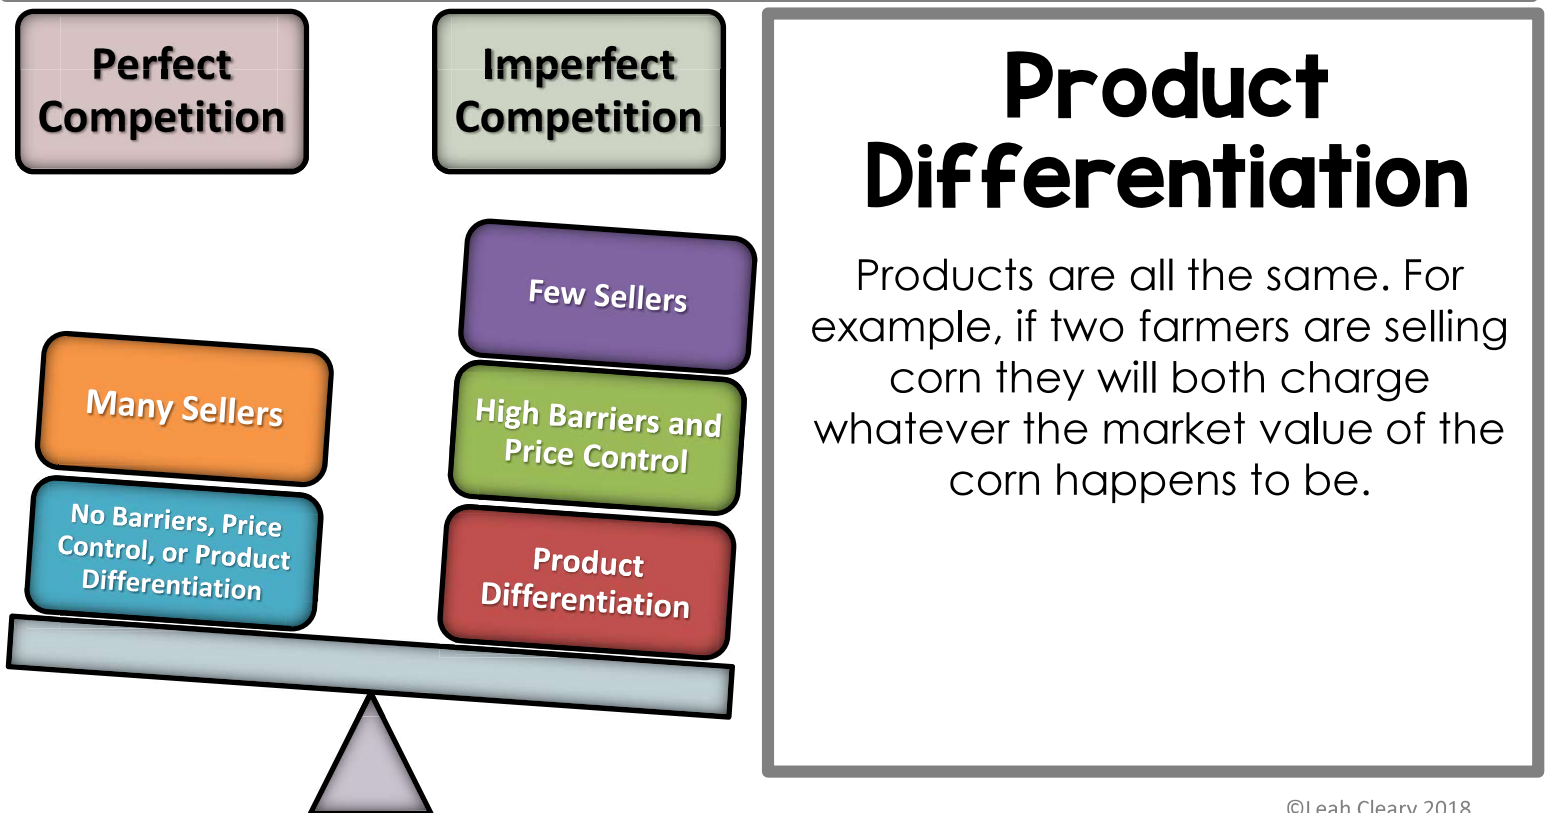 Perfect
Competition
Imperfect
Competition
Few Sellers
Many Sellers
High Barriers and
Price Control
No Barriers, Price
Control, or Product
Differentiation
Product
Differentiation
Product
Differentiation
Products are all the same. For
example, if two farmers are selling
corn they will both charge
whatever the market value of the
corn happens to be.
©Leah Cleary 2018